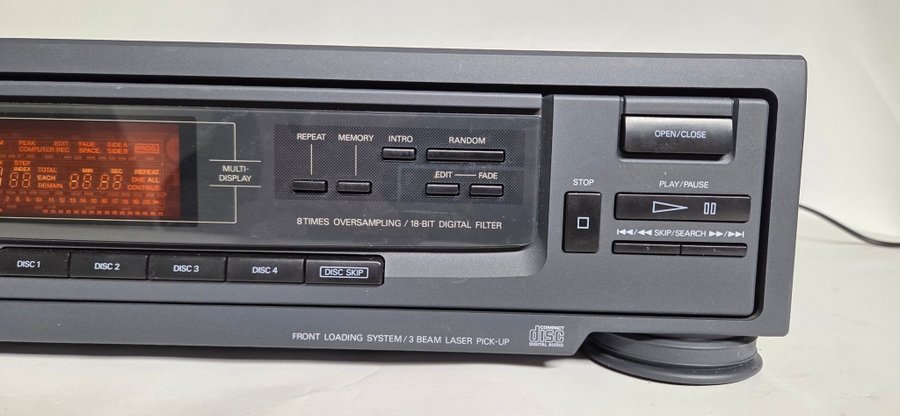 PEAK EDIT FADE SIDE A
COMPUTER REC SPACE SIDE B PROG
STEP
INDEX TOTAL MIN SEC REPEAT
EACH ONE ALL
REMAIN CONTINUE
MULTI-
DISPLAY
REPEAT MEMORY INTRO RANDOM
EDIT FADE
8 TIMES OVERSAMPLING / 18-BIT DIGITAL FILTER
OPEN/CLOSE
STOP
PLAY/PAUSE
SKIP/SEARCH
DISC 1 DISC 2 DISC 3 DISC 4 DISC SKIP
FRONT LOADING SYSTEM/3 BEAM LASER PICK-UP
COMPACT
disc
DIGITAL AUDIO